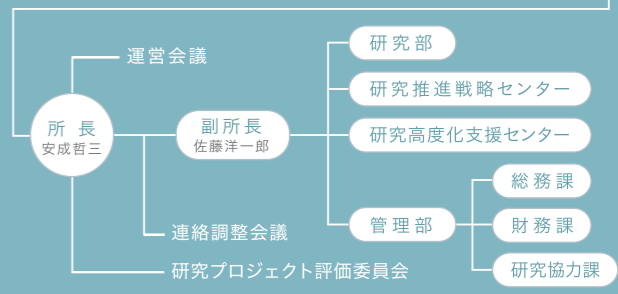 運営会議
所長
安成哲三
副所長
佐藤洋一郎
連絡調整会議
研究プロジェクト評価委員会
研究部
研究推進戦略センター
研究高度化支援センター
管理部
総務課
財務課
研究協力課